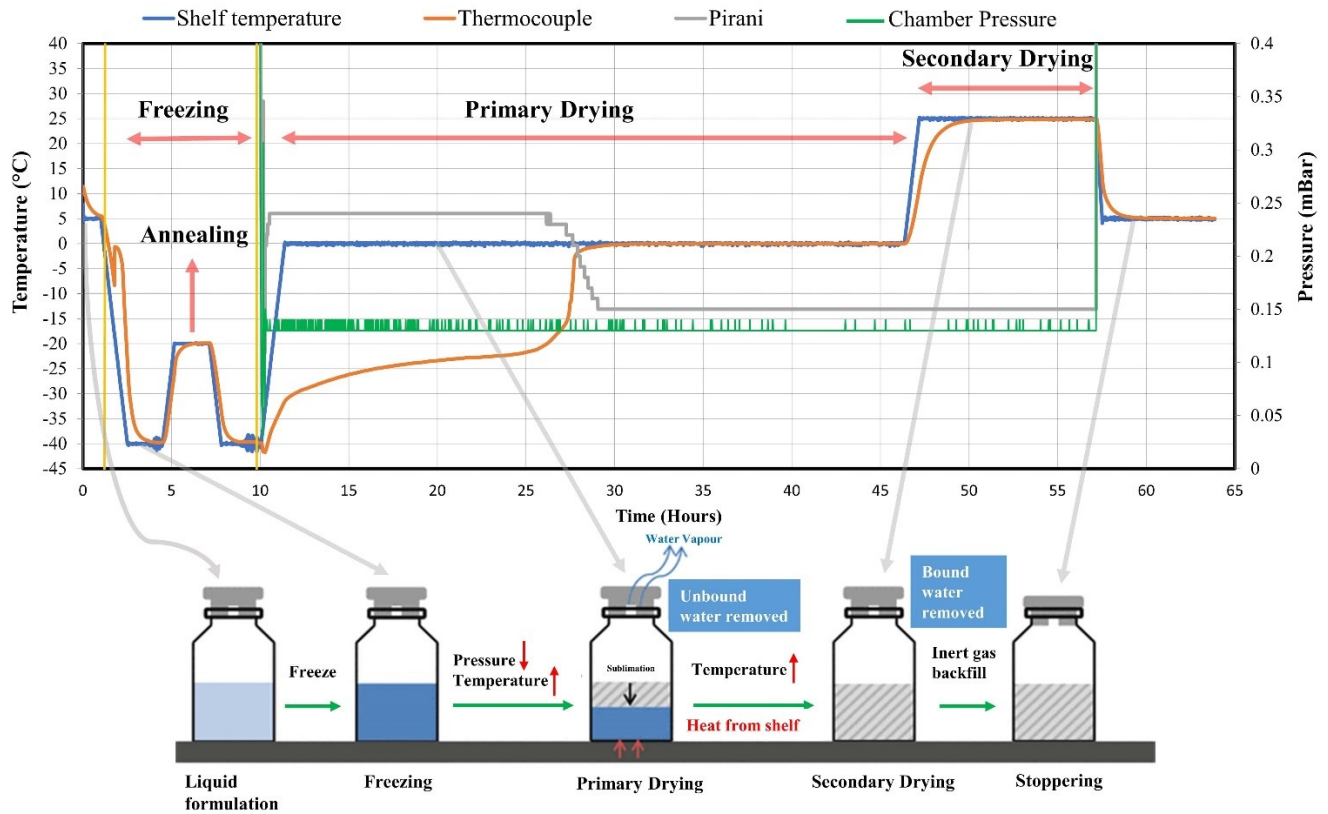 Shelf temperature
Thermocouple
Pirani
Chamber Pressure
Temperature (°C)
40
35
30
25
20
15
10
5
0
-5
-10
-15
-20
-25
-30
-35
-40
-45
Freezing
Annealing
Primary Drying
Secondary Drying
0.4
0.35
0.3
0.25
0.2
0.15
0.1
0.05
0
Pressure (mBar)
0 5 10 15 20 25 30 35 40 45 50 55 60 65
Time (Hours)
Water Vapour
Unbound
water removed
Bound
water
removed
Freeze
Pressure
Temperature
Sublimation
Temperature
Heat from shelf
Inert gas
backfill
Liquid
formulation
Freezing
Primary Drying
Secondary Drying
Stoppering